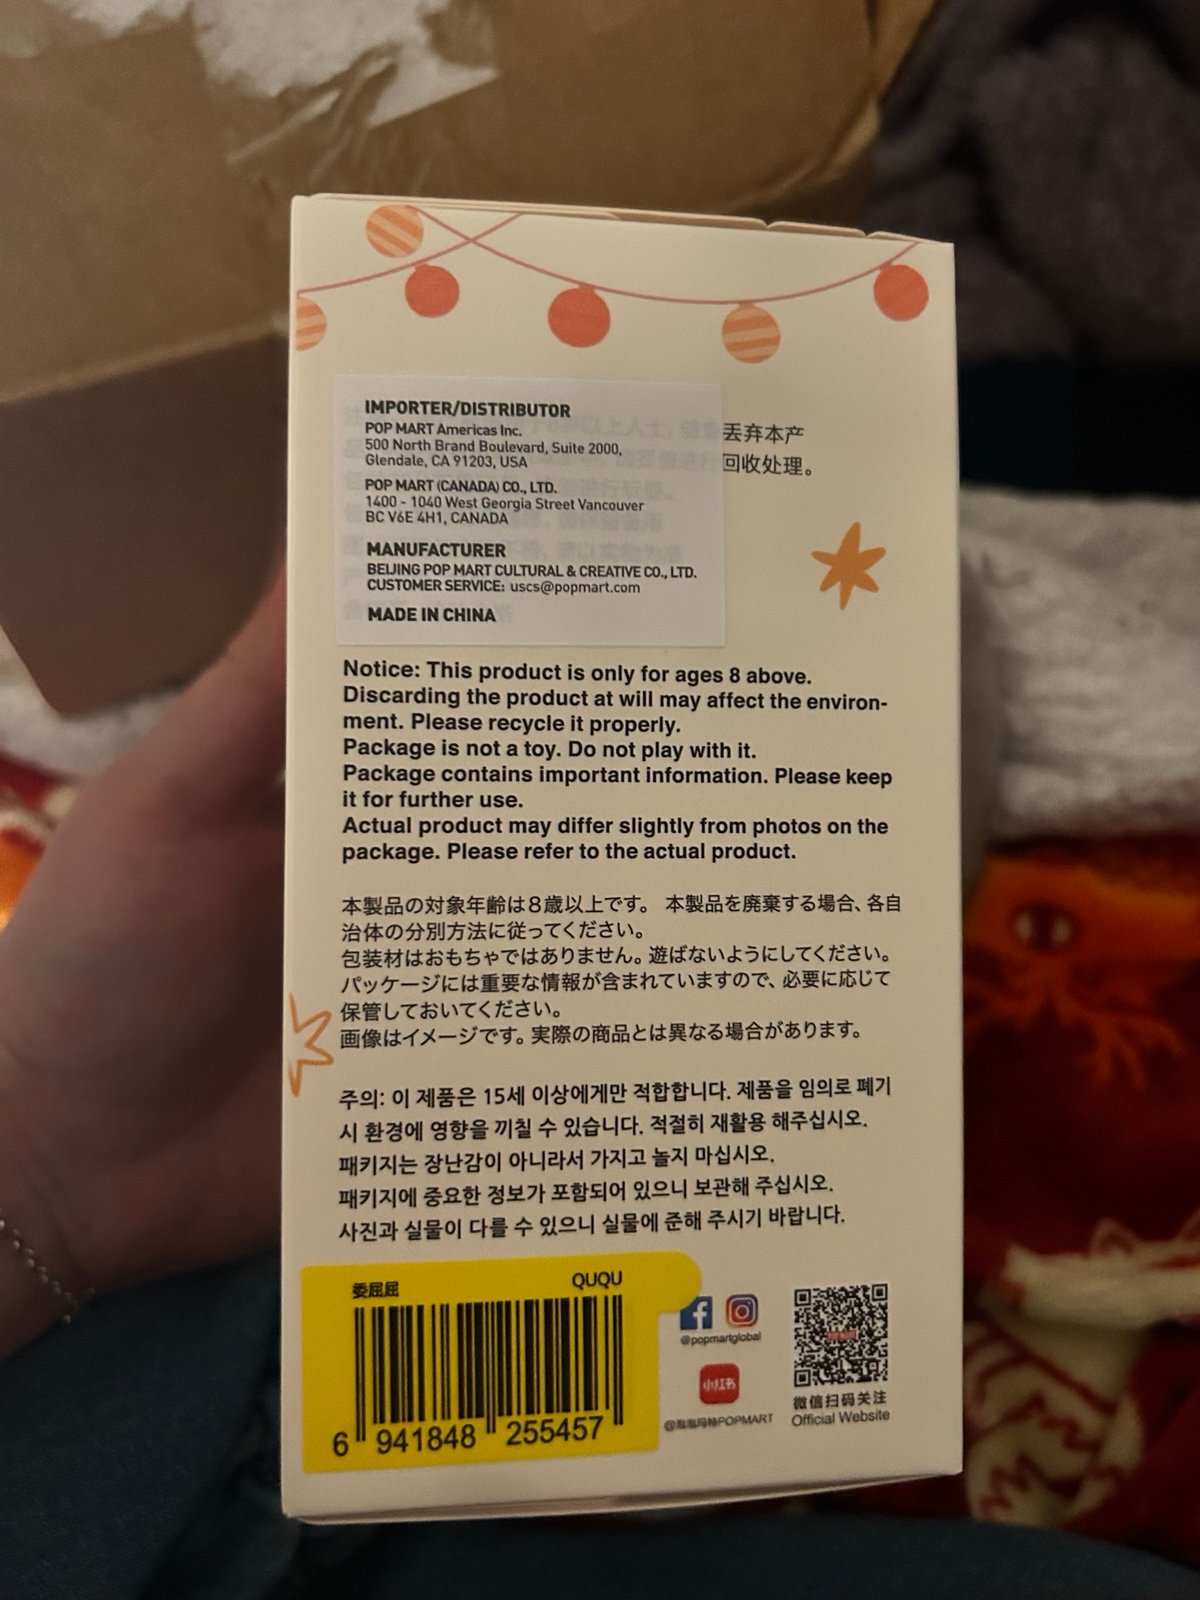 IMPORTER/DISTRIBUTOR
POP MART Americas Inc.
500 North Brand Boulevard, Suite 2000,
Glendale, CA 91203, USA
POP MART (CANADA) CO., LTD.
1400 - 1040 West Georgia Street Vancouver
BC V6E 4H1, CANADA
MANUFACTURER
BEIJING POP MART CULTURAL & CREATIVE CO., LTD.
CUSTOMER SERVICE: uscs@popmart.com
MADE IN CHINA
丢弃本产
回收处理。
Notice: This product is only for ages 8 above.
Discarding the product at will may affect the environ-
ment. Please recycle it properly.
Package is not a toy. Do not play with it.
Package contains important information. Please keep
it for further use.
Actual product may differ slightly from photos on the
package. Please refer to the actual product.
本製品の対象年齢は8歳以上です。 本製品を廃棄する場合、各自
治体の分別方法に従ってください。
包装材はおもちゃではありません。遊ばないようにしてください。
パッケージには重要な情報が含まれていますので、必要に応じて
保管しておいてください。
画像はイメージです。実際の商品とは異なる場合があります。
주의: 이 제품은 15세 이상에게만 적합합니다. 제품을 임의로 폐기
시 환경에 영향을 끼칠 수 있습니다. 적절히 재활용 해주십시오.
패키지는 장난감이 아니라서 가지고 놀지 마십시오.
패키지에 중요한 정보가 포함되어 있으니 보관해 주십시오.
사진과 실물이 다를 수 있으니 실물에 준해 주시기 바랍니다.
委屈屈 QUQU
6 941848 255457
@popmartglobal
小红书
@泡泡玛特POPMART
POP MART
微信扫码关注
Official Website